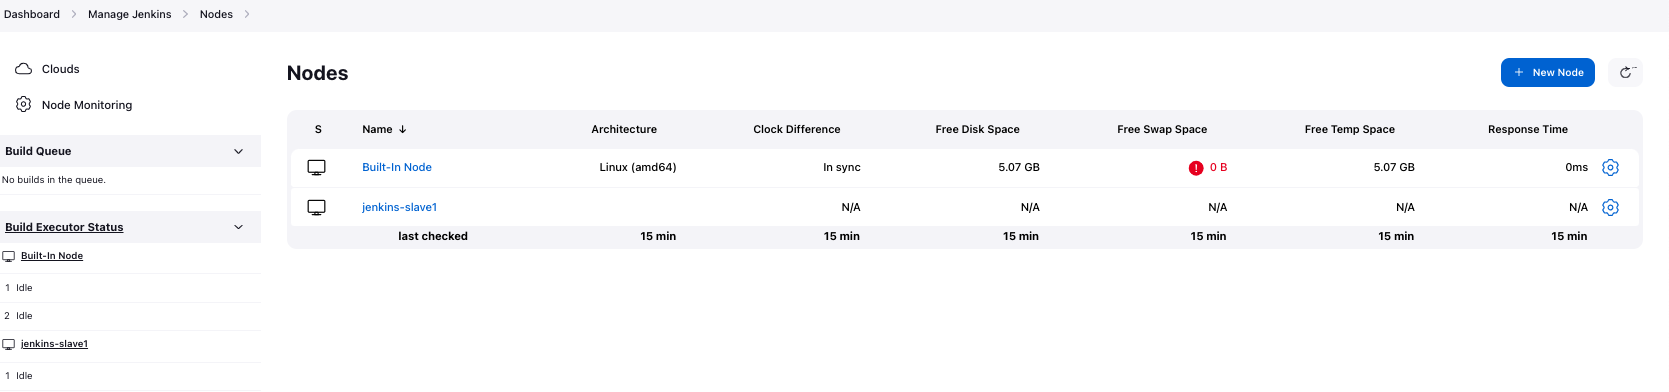 Dashboard > Manage Jenkins > Nodes >
Clouds
Node Monitoring
Build Queue
No builds in the queue.
Build Executor Status
Built-In Node
1 Idle
2 Idle
jenkins-slave1
1 Idle
Nodes
+ New Node
S Name ↓ Architecture Clock Difference Free Disk Space Free Swap Space Free Temp Space Response Time
Built-In Node Linux (amd64) In sync 5.07 GB 0 B 5.07 GB 0ms
jenkins-slave1 N/A N/A N/A N/A N/A
last checked 15 min 15 min 15 min 15 min 15 min 15 min